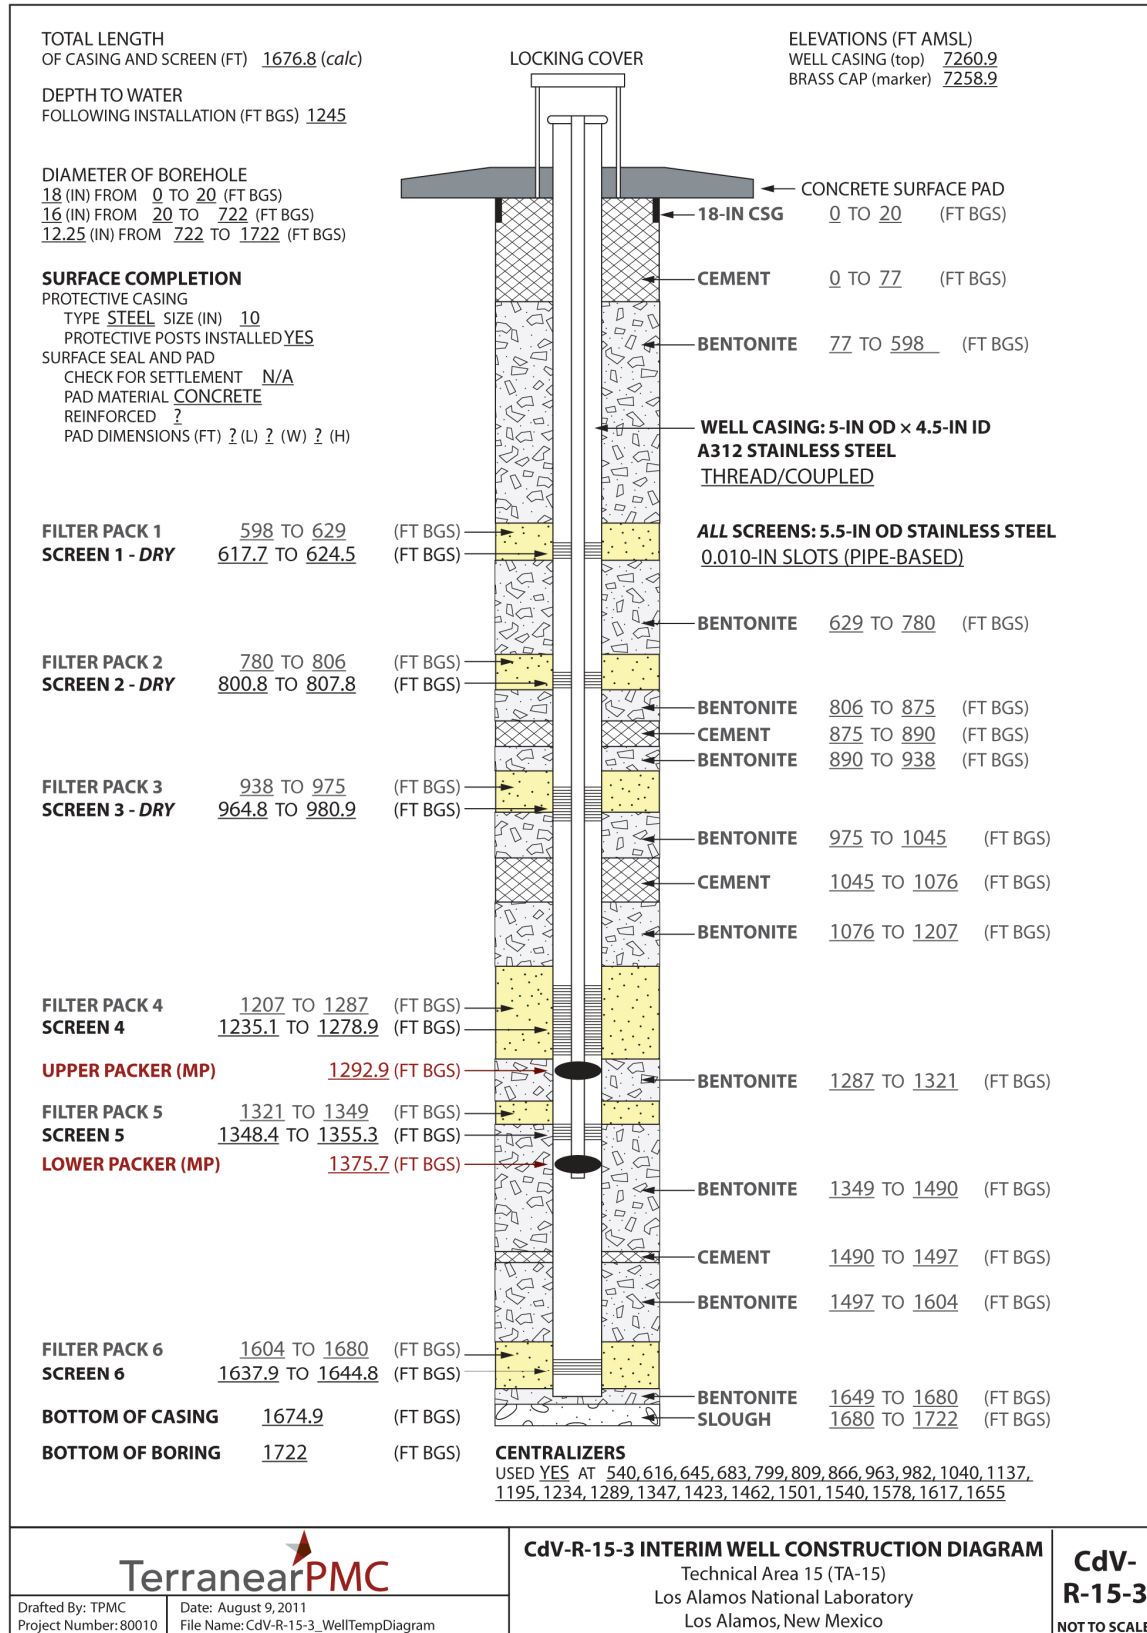 TOTAL LENGTH
OF CASING AND SCREEN (FT) 1676.8 (calc)
DEPTH TO WATER
FOLLOWING INSTALLATION (FT BGS) 1245
DIAMETER OF BOREHOLE
18 (IN) FROM 0 TO 20 (FT BGS)
16 (IN) FROM 20 TO 722 (FT BGS)
12.25 (IN) FROM 722 TO 1722 (FT BGS)
SURFACE COMPLETION
PROTECTIVE CASING
TYPE STEEL SIZE (IN) 10
PROTECTIVE POSTS INSTALLED YES
SURFACE SEAL AND PAD
CHECK FOR SETTLEMENT N/A
PAD MATERIAL CONCRETE
REINFORCED ?
PAD DIMENSIONS (FT) ? (L) ? (W) ? (H)
LOCKING COVER
ELEVATIONS (FT AMSL)
WELL CASING (top) 7260.9
BRASS CAP (marker) 7258.9
CONCRETE SURFACE PAD
18-IN CSG 0 TO 20 (FT BGS)
CEMENT 0 TO 77 (FT BGS)
BENTONITE 77 TO 598 (FT BGS)
WELL CASING: 5-IN OD × 4.5-IN ID
A312 STAINLESS STEEL
THREAD/COUPLED
FILTER PACK 1 598 TO 629 (FT BGS)
SCREEN 1 - DRY 617.7 TO 624.5 (FT BGS)
ALL SCREENS: 5.5-IN OD STAINLESS STEEL
0.010-IN SLOTS (PIPE-BASED)
BENTONITE 629 TO 780 (FT BGS)
FILTER PACK 2 780 TO 806 (FT BGS)
SCREEN 2 - DRY 800.8 TO 807.8 (FT BGS)
BENTONITE 806 TO 875 (FT BGS)
CEMENT 875 TO 890 (FT BGS)
BENTONITE 890 TO 938 (FT BGS)
FILTER PACK 3 938 TO 975 (FT BGS)
SCREEN 3 - DRY 964.8 TO 980.9 (FT BGS)
BENTONITE 975 TO 1045 (FT BGS)
CEMENT 1045 TO 1076 (FT BGS)
BENTONITE 1076 TO 1207 (FT BGS)
FILTER PACK 4 1207 TO 1287 (FT BGS)
SCREEN 4 1235.1 TO 1278.9 (FT BGS)
UPPER PACKER (MP) 1292.9 (FT BGS)
BENTONITE 1287 TO 1321 (FT BGS)
FILTER PACK 5 1321 TO 1349 (FT BGS)
SCREEN 5 1348.4 TO 1355.3 (FT BGS)
LOWER PACKER (MP) 1375.7 (FT BGS)
BENTONITE 1349 TO 1490 (FT BGS)
CEMENT 1490 TO 1497 (FT BGS)
BENTONITE 1497 TO 1604 (FT BGS)
FILTER PACK 6 1604 TO 1680 (FT BGS)
SCREEN 6 1637.9 TO 1644.8 (FT BGS)
BENTONITE 1649 TO 1680 (FT BGS)
SLOUGH 1680 TO 1722 (FT BGS)
BOTTOM OF CASING 1674.9 (FT BGS)
BOTTOM OF BORING 1722 (FT BGS)
CENTRALIZERS
USED YES AT 540, 616, 645, 683, 799, 809, 866, 963, 982, 1040, 1137,
1195, 1234, 1289, 1347, 1423, 1462, 1501, 1540, 1578, 1617, 1655
TerranearPMC
Drafted By: TPMC
Project Number: 80010
Date: August 9, 2011
File Name: CdV-R-15-3_WellTempDiagram
CdV-R-15-3 INTERIM WELL CONSTRUCTION DIAGRAM
Technical Area 15 (TA-15)
Los Alamos National Laboratory
Los Alamos, New Mexico
CdV-
R-15-3
NOT TO SCALE